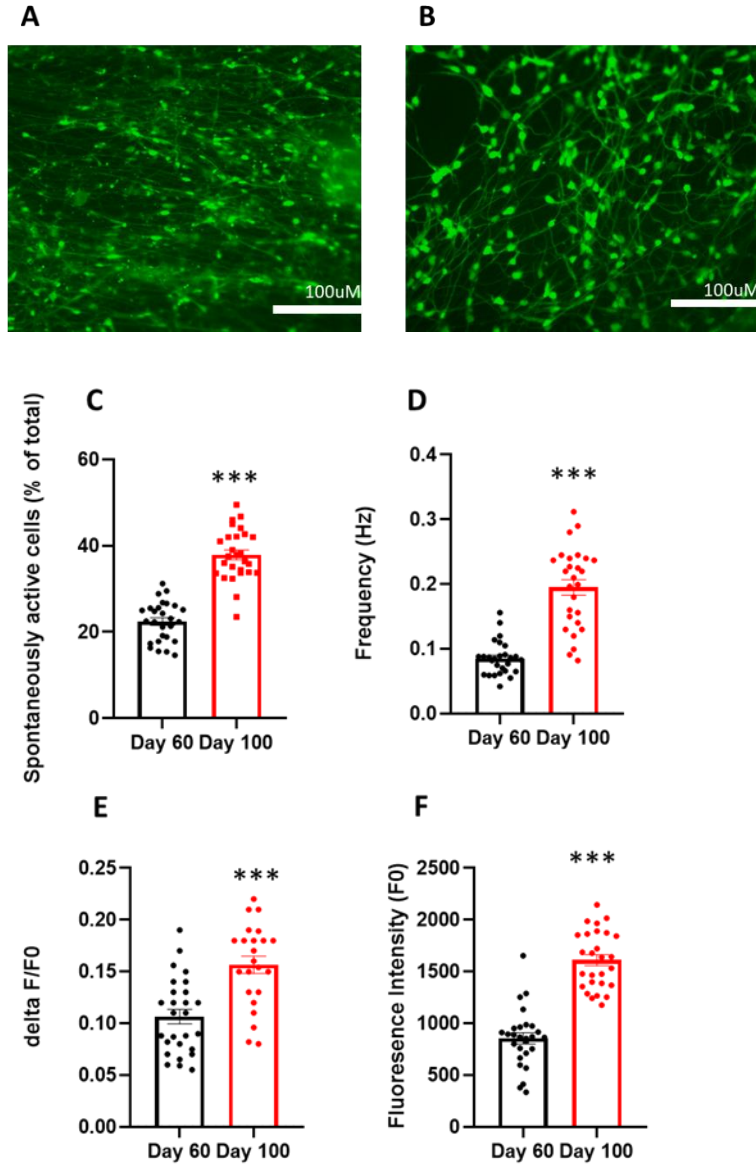 A
B
100uM
100uM
C
D
Spontaneously active cells (% of total)
60
40
20
0
***
Day 60 Day 100
Frequency (Hz)
0.4
0.3
0.2
0.1
0.0
***
Day 60 Day 100
E
F
delta F/F0
0.25
0.20
0.15
0.10
0.05
0.00
***
Day 60 Day 100
Fluoresence Intensity (F0)
2500
2000
1500
1000
500
0
***
Day 60 Day 100